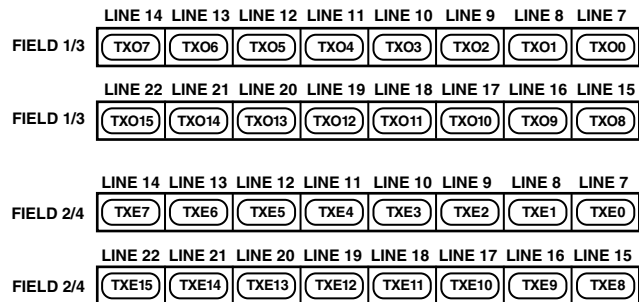 LINE 14 LINE 13 LINE 12 LINE 11 LINE 10 LINE 9 LINE 8 LINE 7
FIELD 1/3 TXO7 TXO6 TXO5 TXO4 TXO3 TXO2 TXO1 TXO0
LINE 22 LINE 21 LINE 20 LINE 19 LINE 18 LINE 17 LINE 16 LINE 15
FIELD 1/3 TXO15 TXO14 TXO13 TXO12 TXO11 TXO10 TXO9 TXO8
LINE 14 LINE 13 LINE 12 LINE 11 LINE 10 LINE 9 LINE 8 LINE 7
FIELD 2/4 TXE7 TXE6 TXE5 TXE4 TXE3 TXE2 TXE1 TXE0
LINE 22 LINE 21 LINE 20 LINE 19 LINE 18 LINE 17 LINE 16 LINE 15
FIELD 2/4 TXE15 TXE14 TXE13 TXE12 TXE11 TXE10 TXE9 TXE8